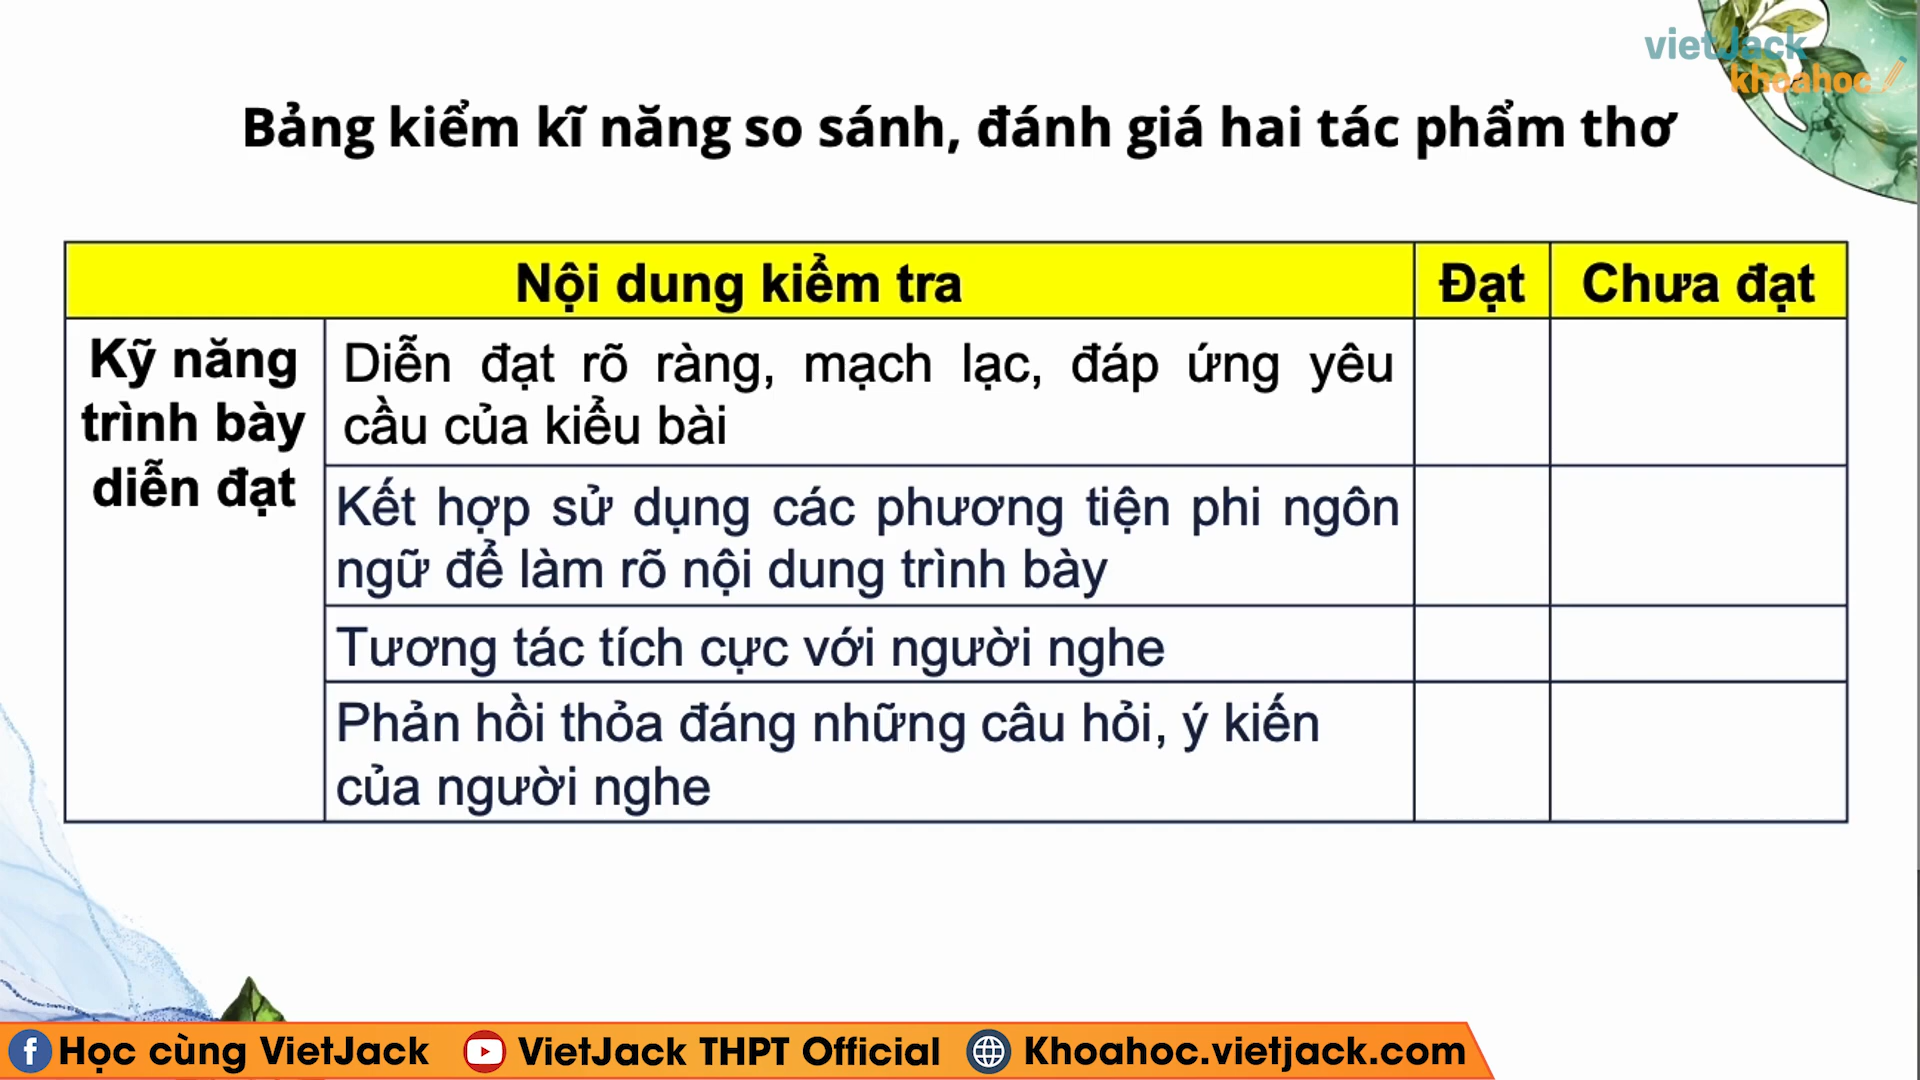 vietJack
khoahoc
Bảng kiểm kĩ năng so sánh, đánh giá hai tác phẩm thơ
Nội dung kiểm tra
Đạt
Chưa đạt
Kỹ năng
trình bày
diễn đạt
Diễn đạt rõ ràng, mạch lạc, đáp ứng yêu
cầu của kiểu bài
Kết hợp sử dụng các phương tiện phi ngôn
ngữ để làm rõ nội dung trình bày
Tương tác tích cực với người nghe
Phản hồi thỏa đáng những câu hỏi, ý kiến
của người nghe
Học cùng VietJack
VietJack THPT Official
Khoahoc.vietjack.com